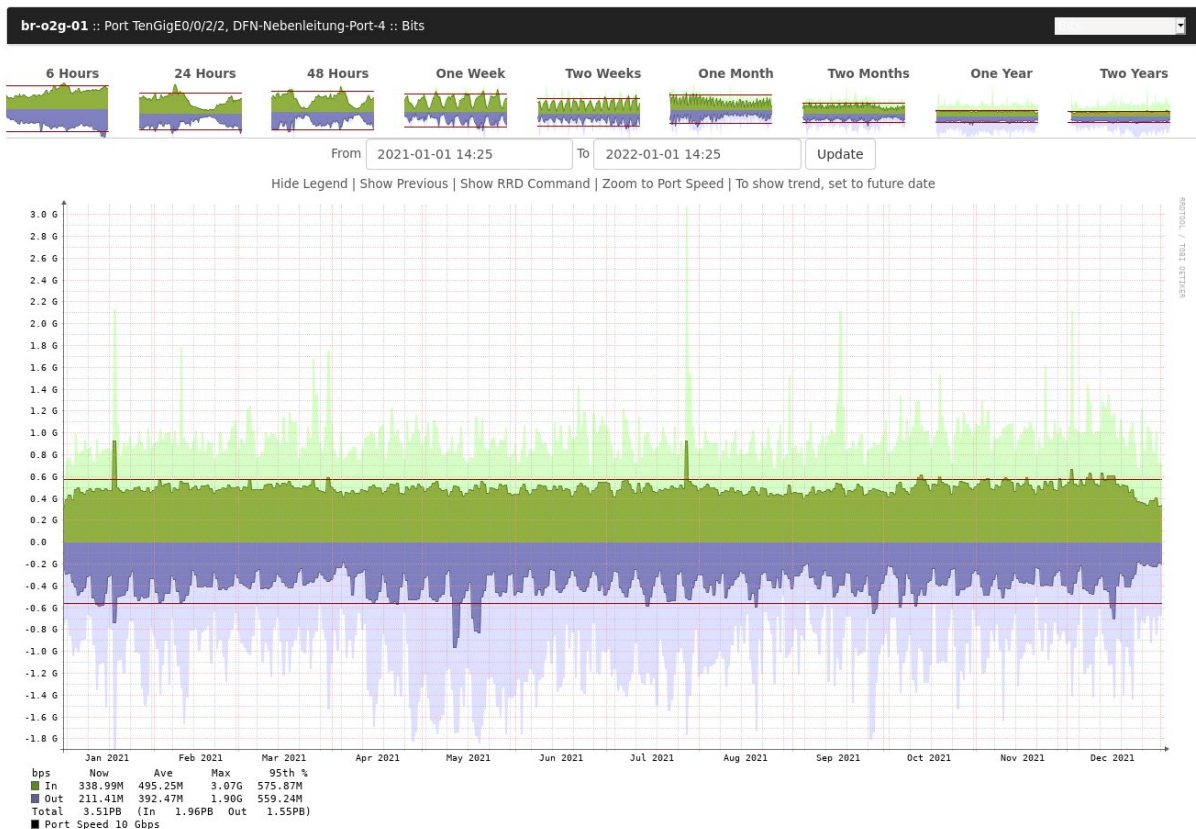 br-o2g-01 :: Port TenGigE0/0/2/2, DFN-Nebenleitung-Port-4 :: Bits
6 Hours 24 Hours 48 Hours One Week Two Weeks One Month Two Months One Year Two Years
From 2021-01-01 14:25 To 2022-01-01 14:25 Update
Hide Legend | Show Previous | Show RRD Command | Zoom to Port Speed | To show trend, set to future date
RRDTOOL / TOBI OETIKER
3.0 G
2.8 G
2.6 G
2.4 G
2.2 G
2.0 G
1.8 G
1.6 G
1.4 G
1.2 G
1.0 G
0.8 G
0.6 G
0.4 G
0.2 G
0.0
-0.2 G
-0.4 G
-0.6 G
-0.8 G
-1.0 G
-1.2 G
-1.4 G
-1.6 G
-1.8 G
Jan 2021 Feb 2021 Mar 2021 Apr 2021 May 2021 Jun 2021 Jul 2021 Aug 2021 Sep 2021 Oct 2021 Nov 2021 Dec 2021
bps Now Ave Max 95th %
In 338.99M 495.25M 3.07G 575.87M
Out 211.41M 392.47M 1.90G 559.24M
Total 3.51PB (In 1.96PB Out 1.55PB)
Port Speed 10 Gbps